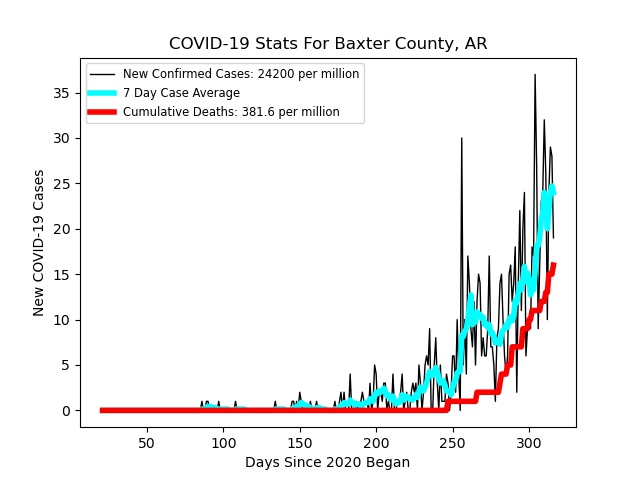 COVID-19 Stats For Baxter County, AR
New Confirmed Cases: 24200 per million
7 Day Case Average
Cumulative Deaths: 381.6 per million
New COVID-19 Cases
35
30
25
20
15
10
5
0
50 100 150 200 250 300
Days Since 2020 Began